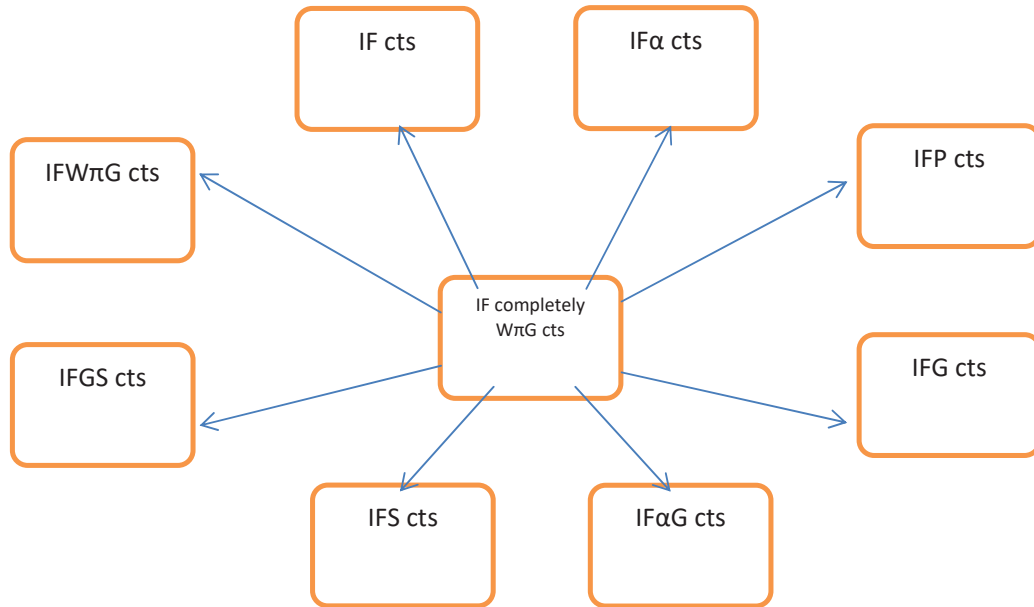 IF cts
IFα cts
IFWπG cts
IFP cts
IF completely
WπG cts
IFGS cts
IFG cts
IFS cts
IFαG cts